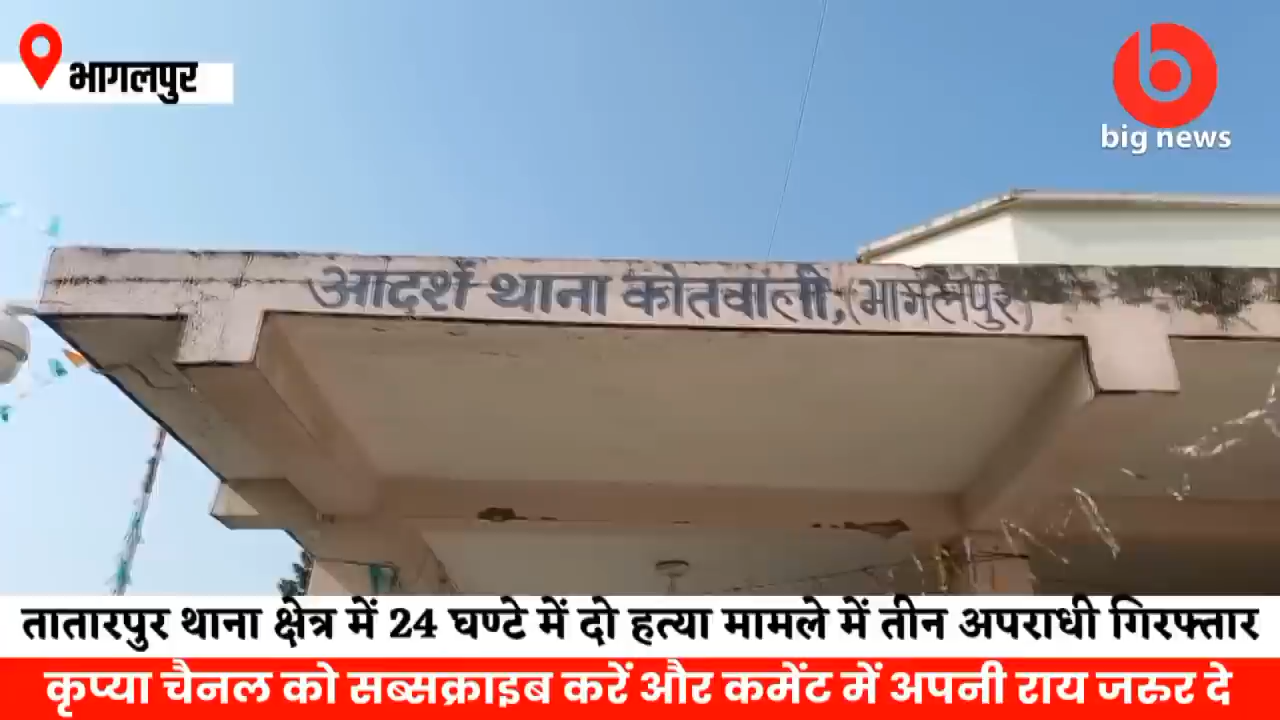 भागलपुर
big news
आदर्श थाना कोतवाली, (भागलपुर)
तातारपुर थाना क्षेत्र में 24 घण्टे में दो हत्या मामले में तीन अपराधी गिरफ्तार
कृप्या चैनल को सब्सक्राइब करें और कमेंट में अपनी राय जरुर दे